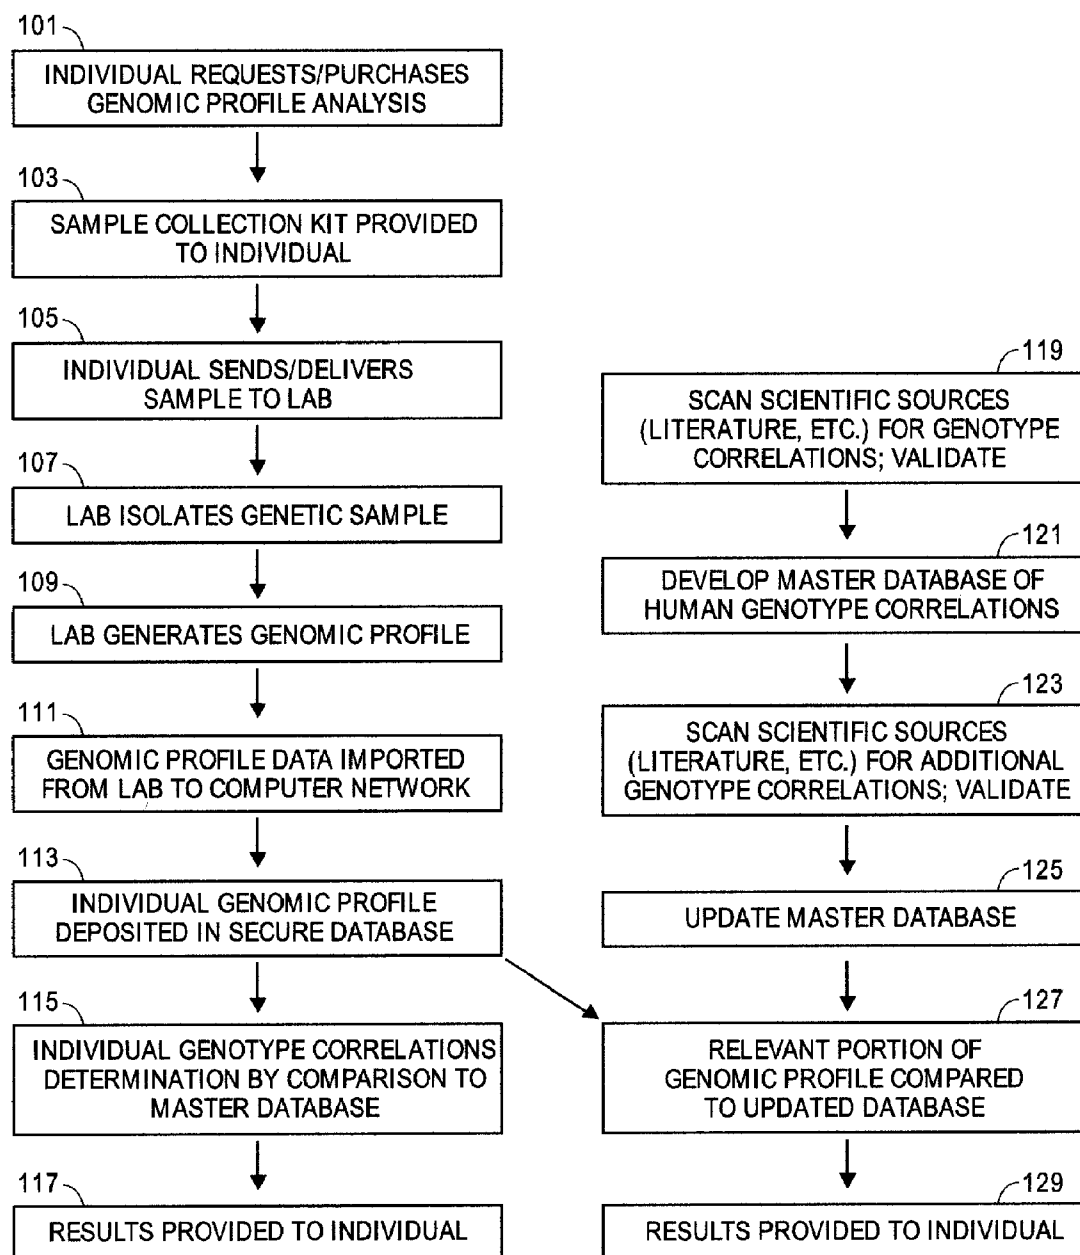 101
INDIVIDUAL REQUESTS/PURCHASES
GENOMIC PROFILE ANALYSIS
103
SAMPLE COLLECTION KIT PROVIDED
TO INDIVIDUAL
105
INDIVIDUAL SENDS/DELIVERS
SAMPLE TO LAB
107
LAB ISOLATES GENETIC SAMPLE
109
LAB GENERATES GENOMIC PROFILE
111
GENOMIC PROFILE DATA IMPORTED
FROM LAB TO COMPUTER NETWORK
113
INDIVIDUAL GENOMIC PROFILE
DEPOSITED IN SECURE DATABASE
115
INDIVIDUAL GENOTYPE CORRELATIONS
DETERMINATION BY COMPARISON TO
MASTER DATABASE
117
RESULTS PROVIDED TO INDIVIDUAL
119
SCAN SCIENTIFIC SOURCES
(LITERATURE, ETC.) FOR GENOTYPE
CORRELATIONS; VALIDATE
121
DEVELOP MASTER DATABASE OF
HUMAN GENOTYPE CORRELATIONS
123
SCAN SCIENTIFIC SOURCES
(LITERATURE, ETC.) FOR ADDITIONAL
GENOTYPE CORRELATIONS; VALIDATE
125
UPDATE MASTER DATABASE
127
RELEVANT PORTION OF
GENOMIC PROFILE COMPARED
TO UPDATED DATABASE
129
RESULTS PROVIDED TO INDIVIDUAL